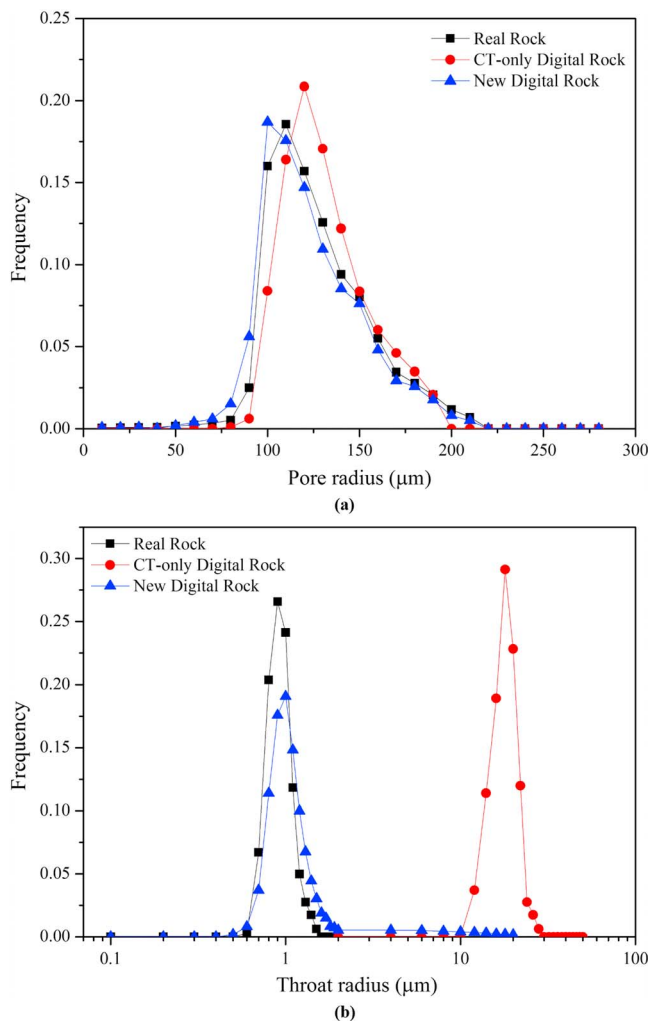 0.25
Real Rock
CT-only Digital Rock
New Digital Rock
0.20
0.15
0.10
0.05
0.00
Frequency
0 50 100 150 200 250 300
Pore radius (μm)
(a)
Real Rock
CT-only Digital Rock
New Digital Rock
0.30
0.25
0.20
0.15
0.10
0.05
0.00
Frequency
0.1 1 10 100
Throat radius (μm)
(b)